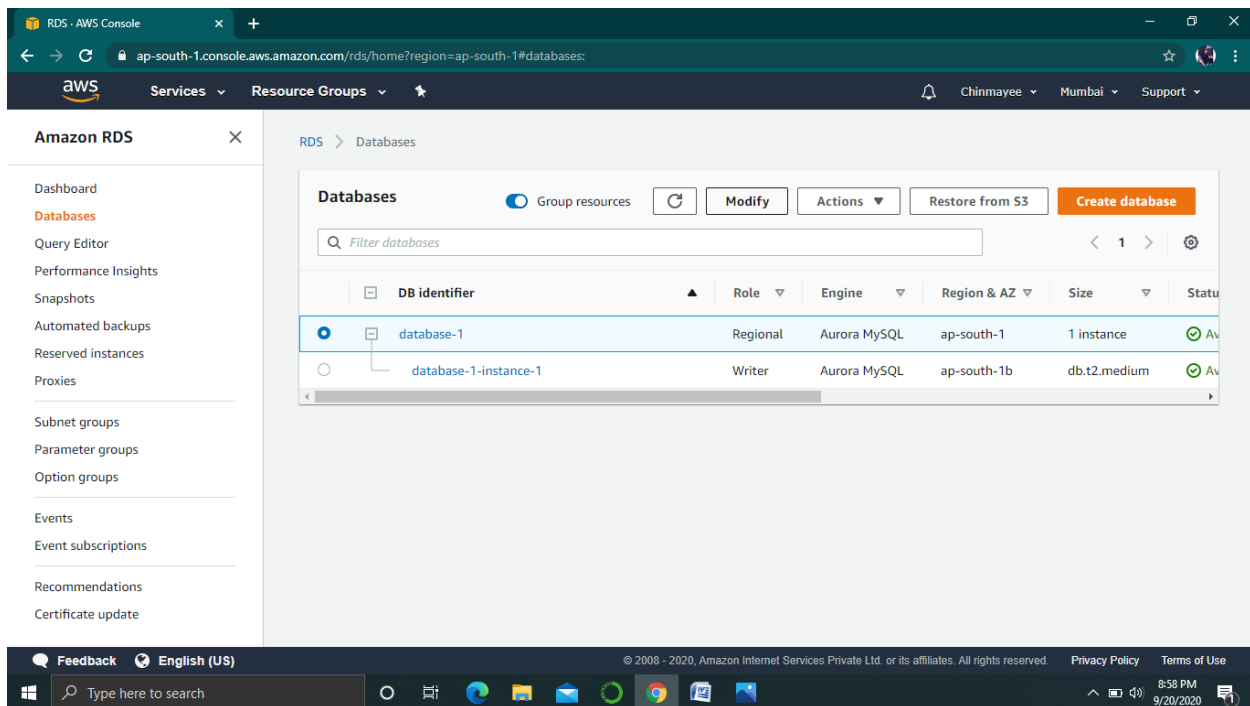 RDS · AWS Console
ap-south-1.console.aws.amazon.com/rds/home?region=ap-south-1#databases:
aws Services Resource Groups Chinmayee Mumbai Support
Amazon RDS
Dashboard
Databases
Query Editor
Performance Insights
Snapshots
Automated backups
Reserved instances
Proxies
Subnet groups
Parameter groups
Option groups
Events
Event subscriptions
Recommendations
Certificate update
RDS > Databases
Databases Group resources Modify Actions Restore from S3 Create database
Filter databases 1
DB identifier Role Engine Region & AZ Size Statu
database-1 Regional Aurora MySQL ap-south-1 1 instance Av
database-1-instance-1 Writer Aurora MySQL ap-south-1b db.t2.medium Av
Feedback English (US) © 2008 - 2020, Amazon Internet Services Private Ltd. or its affiliates. All rights reserved. Privacy Policy Terms of Use
Type here to search 8:58 PM
9/20/2020 1